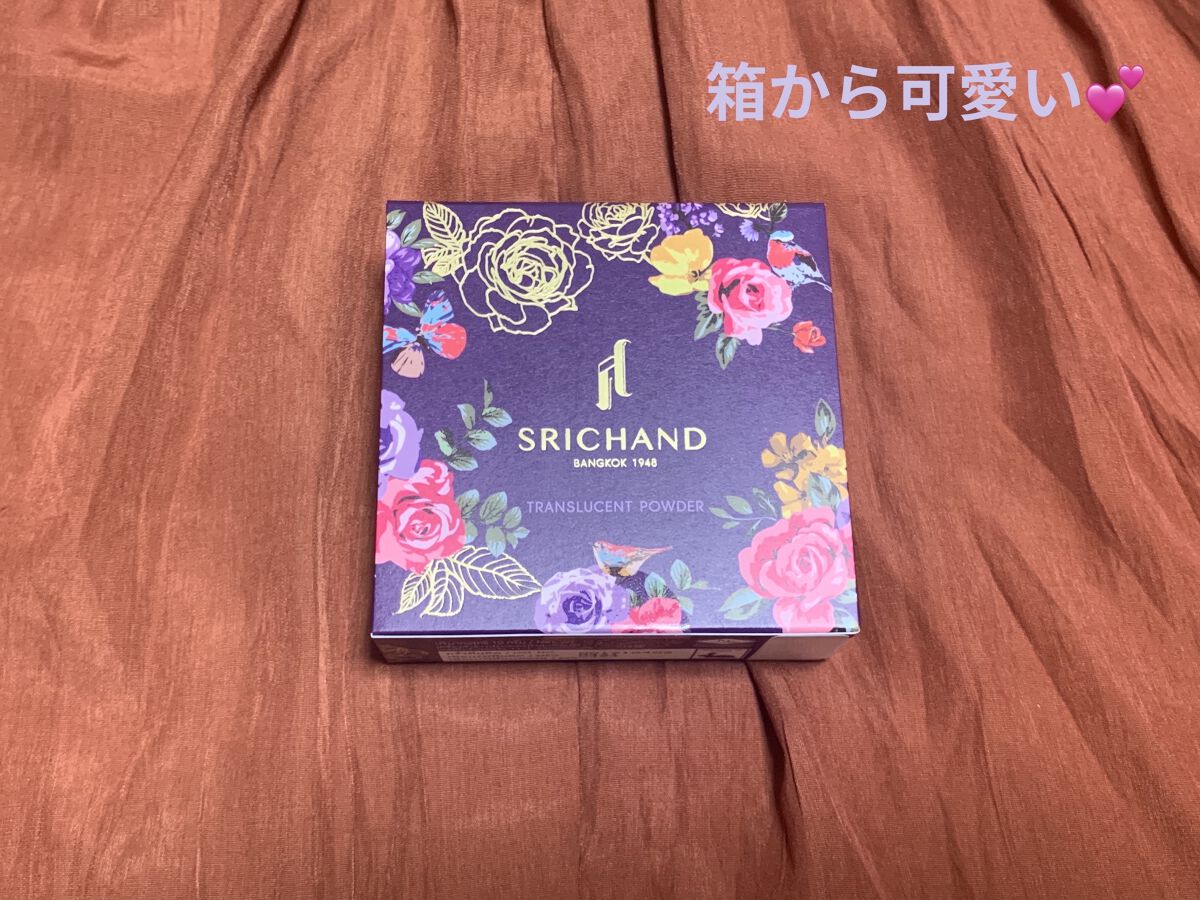 箱から可愛い💕
SRICHAND
BANGKOK 1948
TRANSLUCENT POWDER